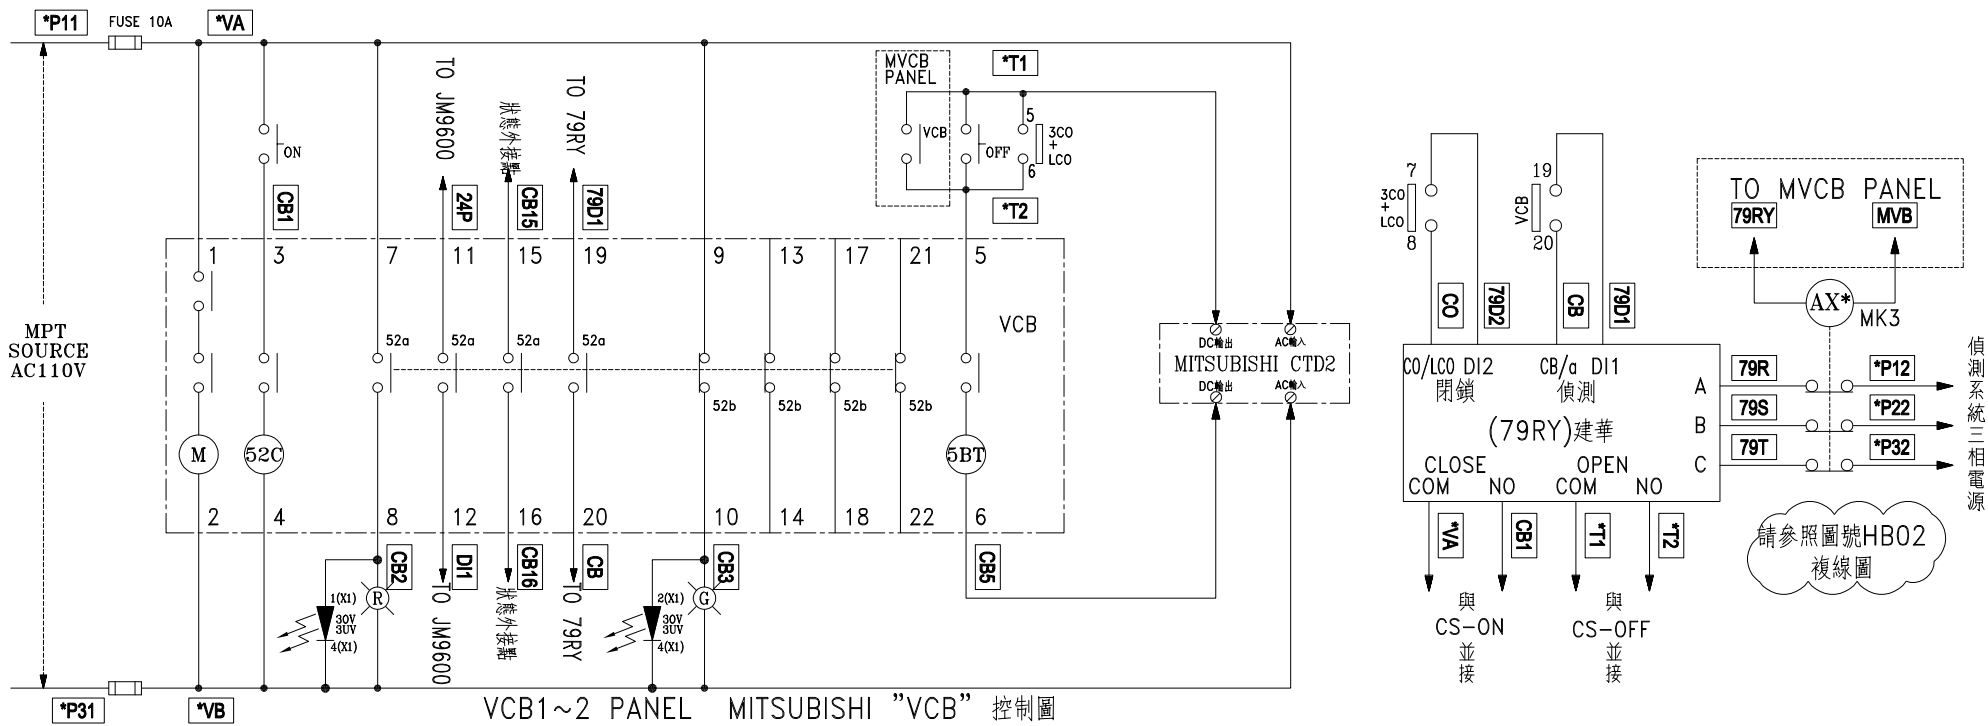 *P11
FUSE 10A
*VA
MPT
SOURCE
AC110V
*P31
*VB
ON
CB1
TO JM9600
24P
狀態外接點
CB15
TO 79RY
79D1
MVCB
PANEL
*T1
VCB
OFF
5
6
3CO
+
LCO
*T2
1
3
7
11
15
19
9
13
17
21
5
VCB
52a
52a
52a
52a
52b
52b
52b
52b
M
52C
5BT
2
4
8
12
16
20
10
14
18
22
6
CB2
DI1
CB16
CB
CB3
CB5
R
1(X1)
30V
3UV
4(X1)
TO JM9600
狀態外接點
TO 79RY
G
2(X1)
30V
3UV
4(X1)
DC輸出
AC輸入
MITSUBISHI CTD2
DC輸出
AC輸入
VCB1~2 PANEL MITSUBISHI "VCB" 控制圖
7
3CO
+
LCO
8
19
VCB
20
CO
79D2
CB
79D1
CO/LCO DI2
閉鎖
CB/a DI1
偵測
(79RY)建華
CLOSE
COM
NO
OPEN
COM
NO
A
B
C
*VA
CB1
*T1
*T2
與
CS-ON
並
接
與
CS-OFF
並
接
TO MVCB PANEL
79RY
MVB
AX*
MK3
79R
*P12
79S
*P22
79T
*P32
偵測系統三相電源
請參照圖號HB02
複線圖